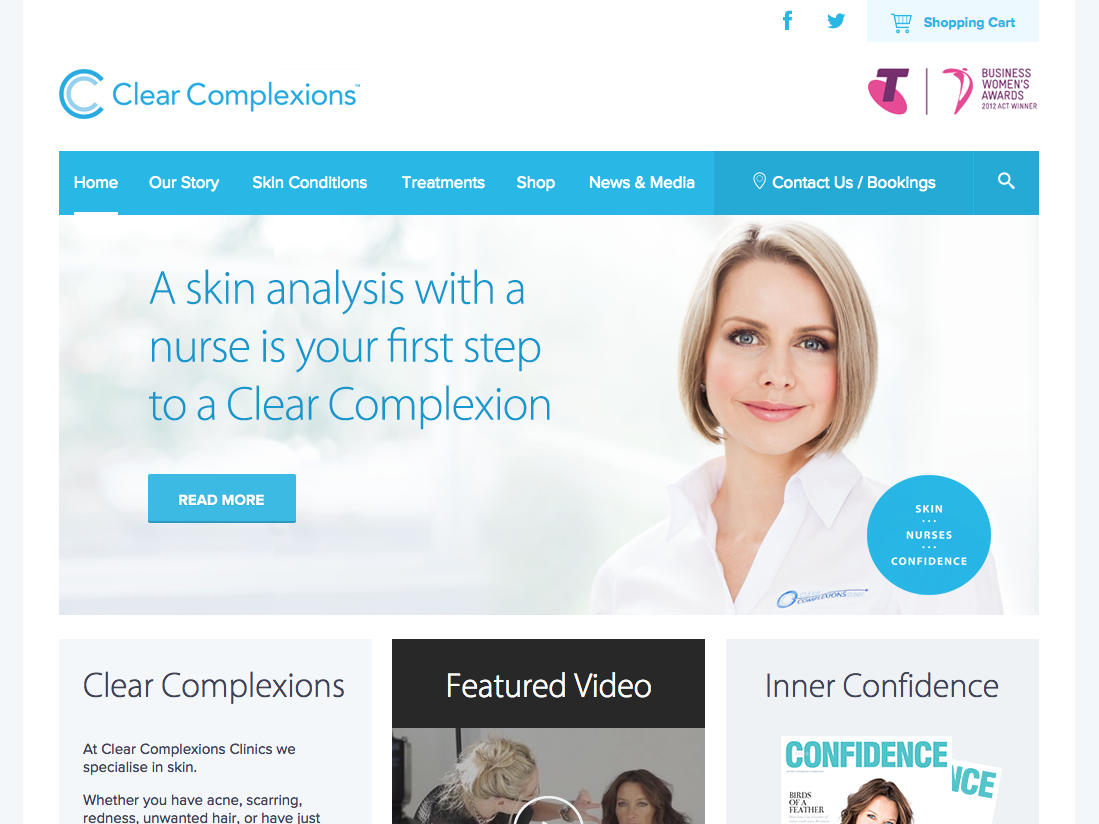 Shopping Cart
Clear Complexions™
T
BUSINESS
WOMEN'S
AWARDS
2012 ACT WINNER
Home Our Story Skin Conditions Treatments Shop News & Media Contact Us / Bookings
A skin analysis with a
nurse is your first step
to a Clear Complexion
READ MORE
SKIN
...
NURSES
...
CONFIDENCE
COMPLEXIONS
Clear Complexions
At Clear Complexions Clinics we
specialise in skin.
Whether you have acne, scarring,
redness, unwanted hair, or have just
Featured Video
Inner Confidence
CONFIDENCE
NCE
BIRDS
OF A
FEATHER